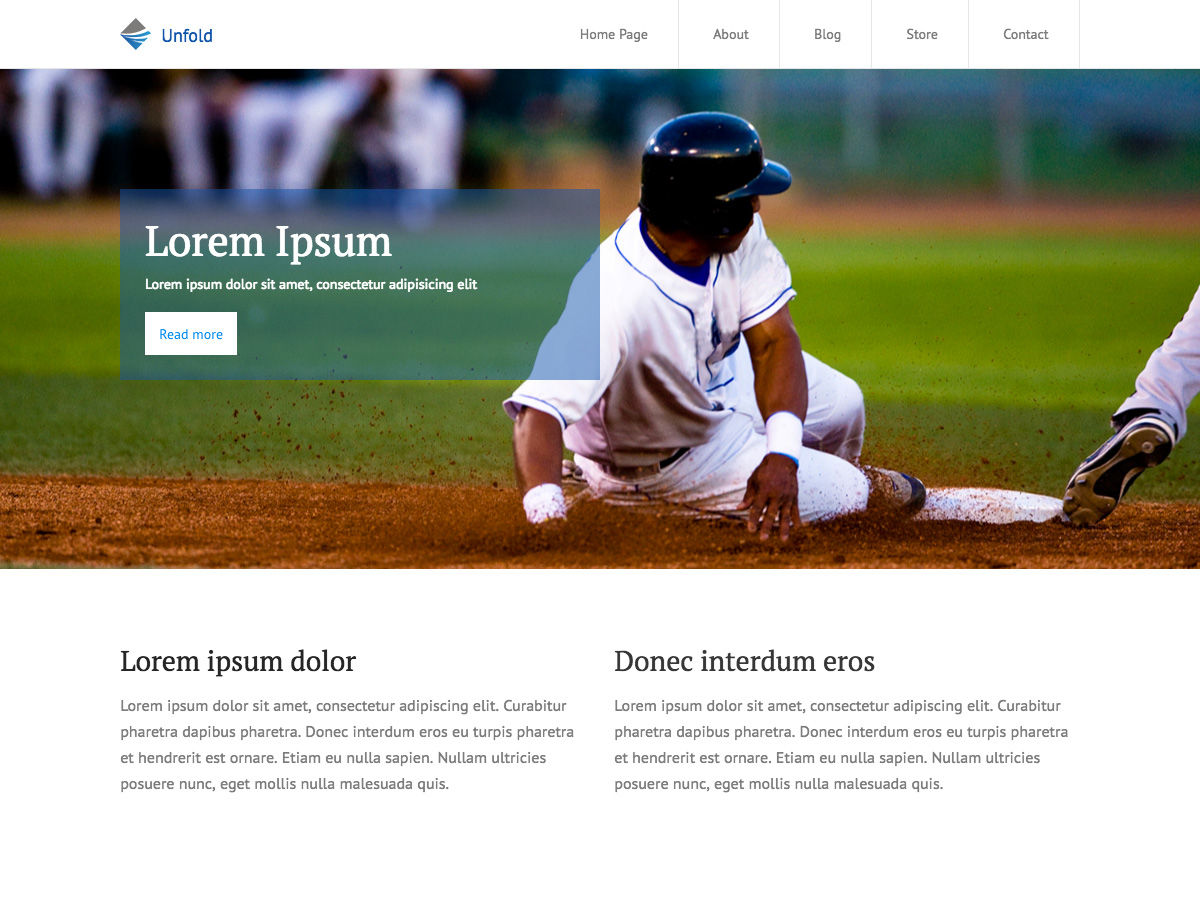 Unfold
Home Page
About
Blog
Store
Contact
Lorem Ipsum
Lorem ipsum dolor sit amet, consectetur adipisicing elit
Read more
Lorem ipsum dolor
Lorem ipsum dolor sit amet, consectetur adipiscing elit. Curabitur
pharetra dapibus pharetra. Donec interdum eros eu turpis pharetra
et hendrerit est ornare. Etiam eu nulla sapien. Nullam ultricies
posuere nunc, eget mollis nulla malesuada quis.
Donec interdum eros
Lorem ipsum dolor sit amet, consectetur adipiscing elit. Curabitur
pharetra dapibus pharetra. Donec interdum eros eu turpis pharetra
et hendrerit est ornare. Etiam eu nulla sapien. Nullam ultricies
posuere nunc, eget mollis nulla malesuada quis.